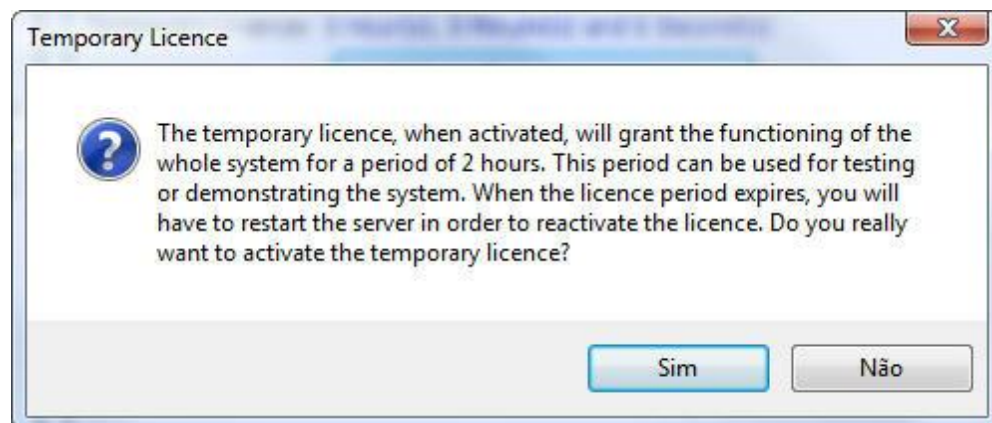 Temporary Licence
The temporary licence, when activated, will grant the functioning of the
whole system for a period of 2 hours. This period can be used for testing
or demonstrating the system. When the licence period expires, you will
have to restart the server in order to reactivate the licence. Do you really
want to activate the temporary licence?
Sim
Não